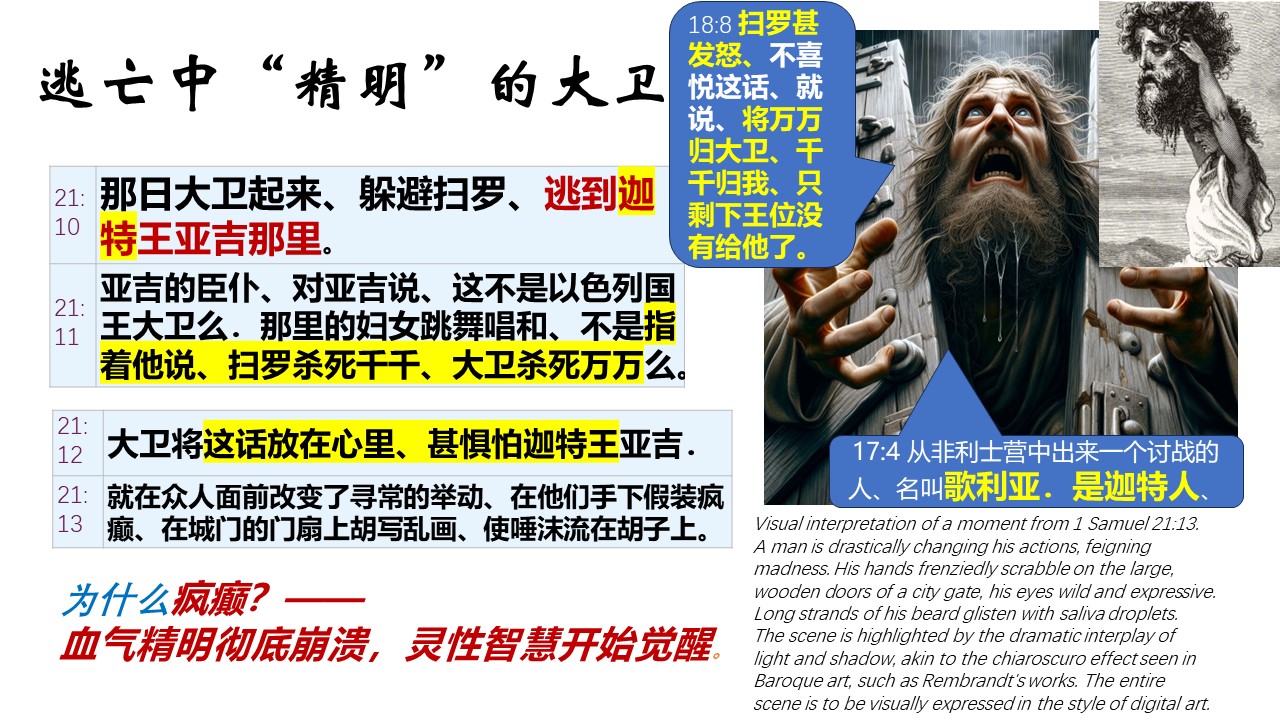 逃亡中“精明”的大卫
21:
10
那日大卫起来、躲避扫罗、逃到迦
特王亚吉那里。
21:
11
亚吉的臣仆、对亚吉说、这不是以色列国
王大卫么．那里的妇女跳舞唱和、不是指
着他说、扫罗杀死千千、大卫杀死万万么。
21:
12
大卫将这话放在心里、甚惧怕迦特王亚吉．
21:
13
就在众人面前改变了寻常的举动、在他们手下假装疯
癫、在城门的门扇上胡写乱画、使唾沫流在胡子上。
为什么疯癫？——
血气精明彻底崩溃，灵性智慧开始觉醒。
18:8 扫罗甚
发怒、不喜
悦这话、就
说、将万万
归大卫、千
千归我、只
剩下王位没
有给他了。
17:4 从非利士营中出来一个讨战的
人、名叫歌利亚．是迦特人、
Visual interpretation of a moment from 1 Samuel 21:13.
A man is drastically changing his actions, feigning
madness. His hands frenziedly scrabble on the large,
wooden doors of a city gate, his eyes wild and expressive.
Long strands of his beard glisten with saliva droplets.
The scene is highlighted by the dramatic interplay of
light and shadow, akin to the chiaroscuro effect seen in
Baroque art, such as Rembrandt's works. The entire
scene is to be visually expressed in the style of digital art.